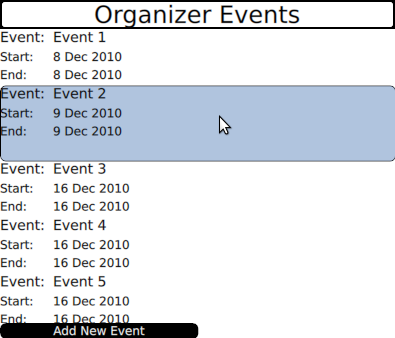 Organizer Events
Event: Event 1
Start: 8 Dec 2010
End: 8 Dec 2010
Event: Event 2
Start: 9 Dec 2010
End: 9 Dec 2010
Event: Event 3
Start: 16 Dec 2010
End: 16 Dec 2010
Event: Event 4
Start: 16 Dec 2010
End: 16 Dec 2010
Event: Event 5
Start: 16 Dec 2010
End: 16 Dec 2010
Add New Event